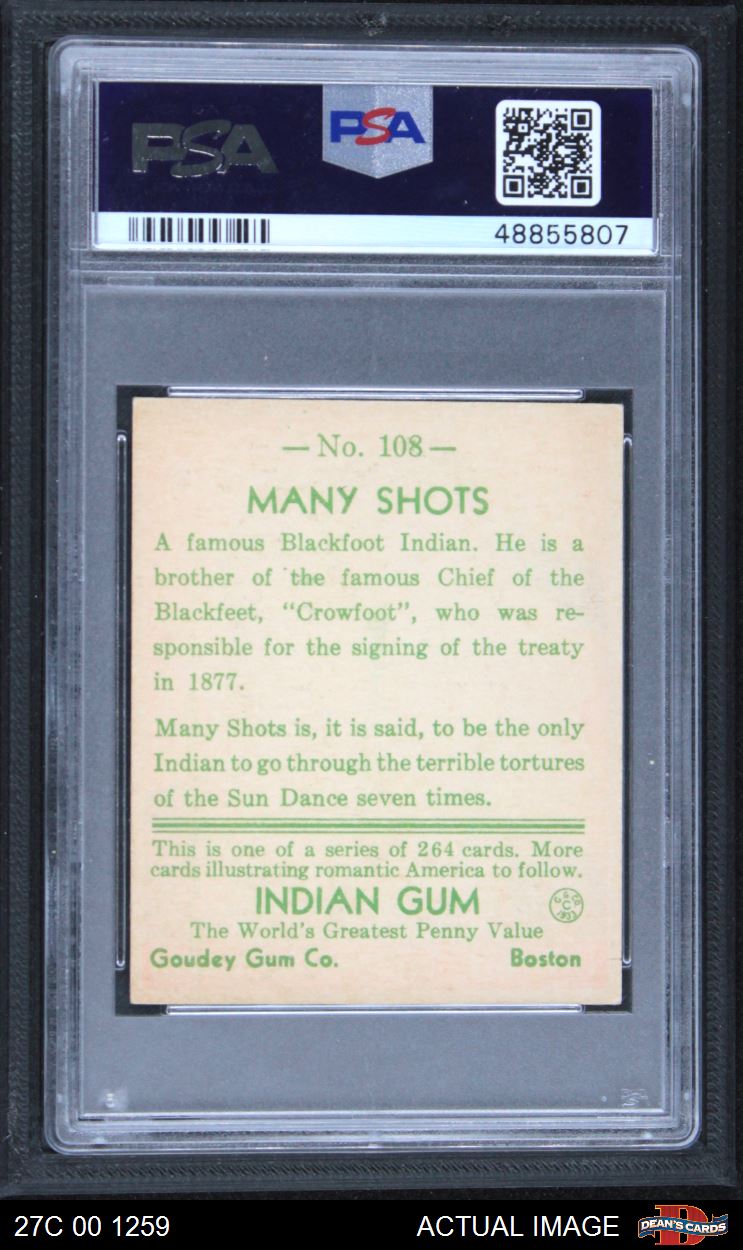 PSA PSA
48855807
— No. 108 —
MANY SHOTS
A famous Blackfoot Indian. He is a
brother of the famous Chief of the
Blackfeet, "Crowfoot", who was re-
sponsible for the signing of the treaty
in 1877.
Many Shots is, it is said, to be the only
Indian to go through the terrible tortures
of the Sun Dance seven times.
This is one of a series of 264 cards. More
cards illustrating romantic America to follow.
INDIAN GUM
The World's Greatest Penny Value
Goudey Gum Co. Boston
27C 00 1259 ACTUAL IMAGE DEAN'S CARDS